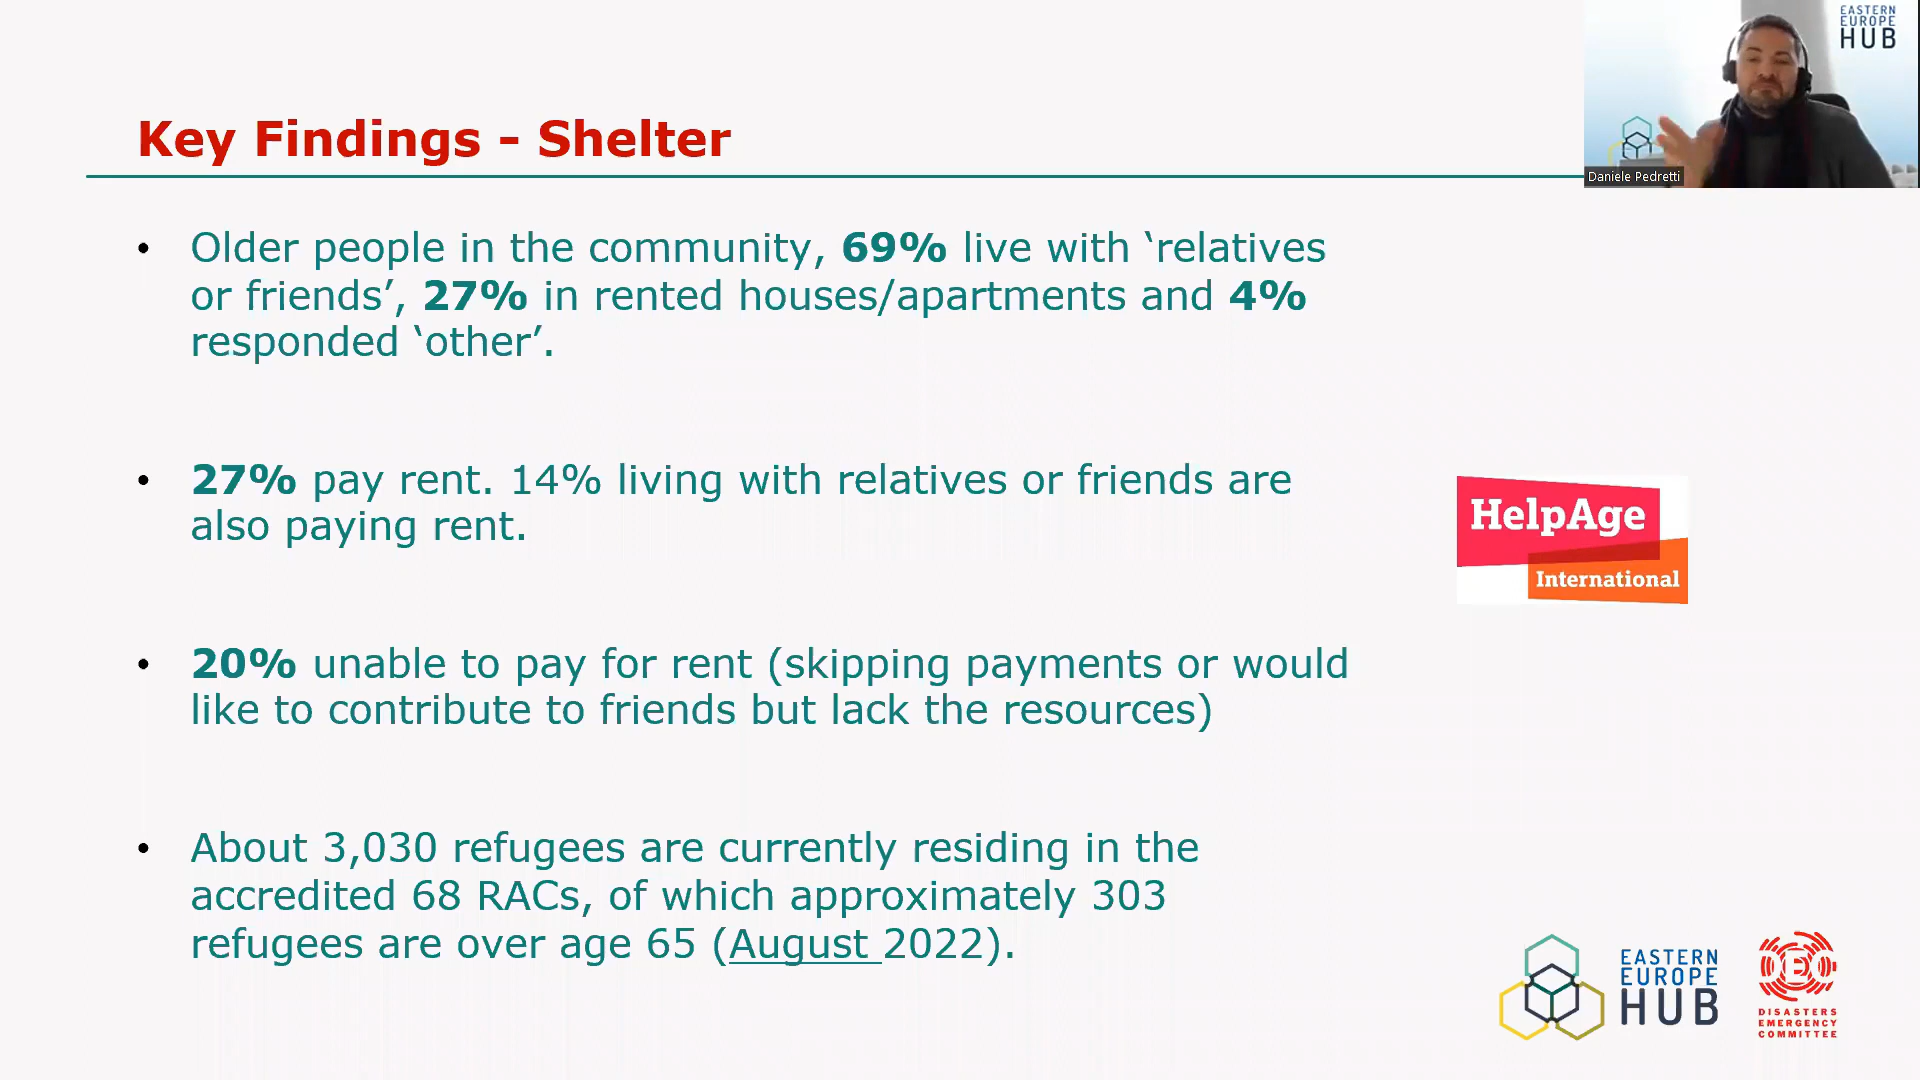 EASTERN
EUROPE
HUB
Daniele Pedretti
Key Findings - Shelter
• Older people in the community, 69% live with ‘relatives
or friends’, 27% in rented houses/apartments and 4%
responded ‘other’.
• 27% pay rent. 14% living with relatives or friends are
also paying rent.
• 20% unable to pay for rent (skipping payments or would
like to contribute to friends but lack the resources)
• About 3,030 refugees are currently residing in the
accredited 68 RACs, of which approximately 303
refugees are over age 65 (August 2022).
HelpAge
International
EASTERN
EUROPE
HUB
DEC
DISASTERS
EMERGENCY
COMMITTEE